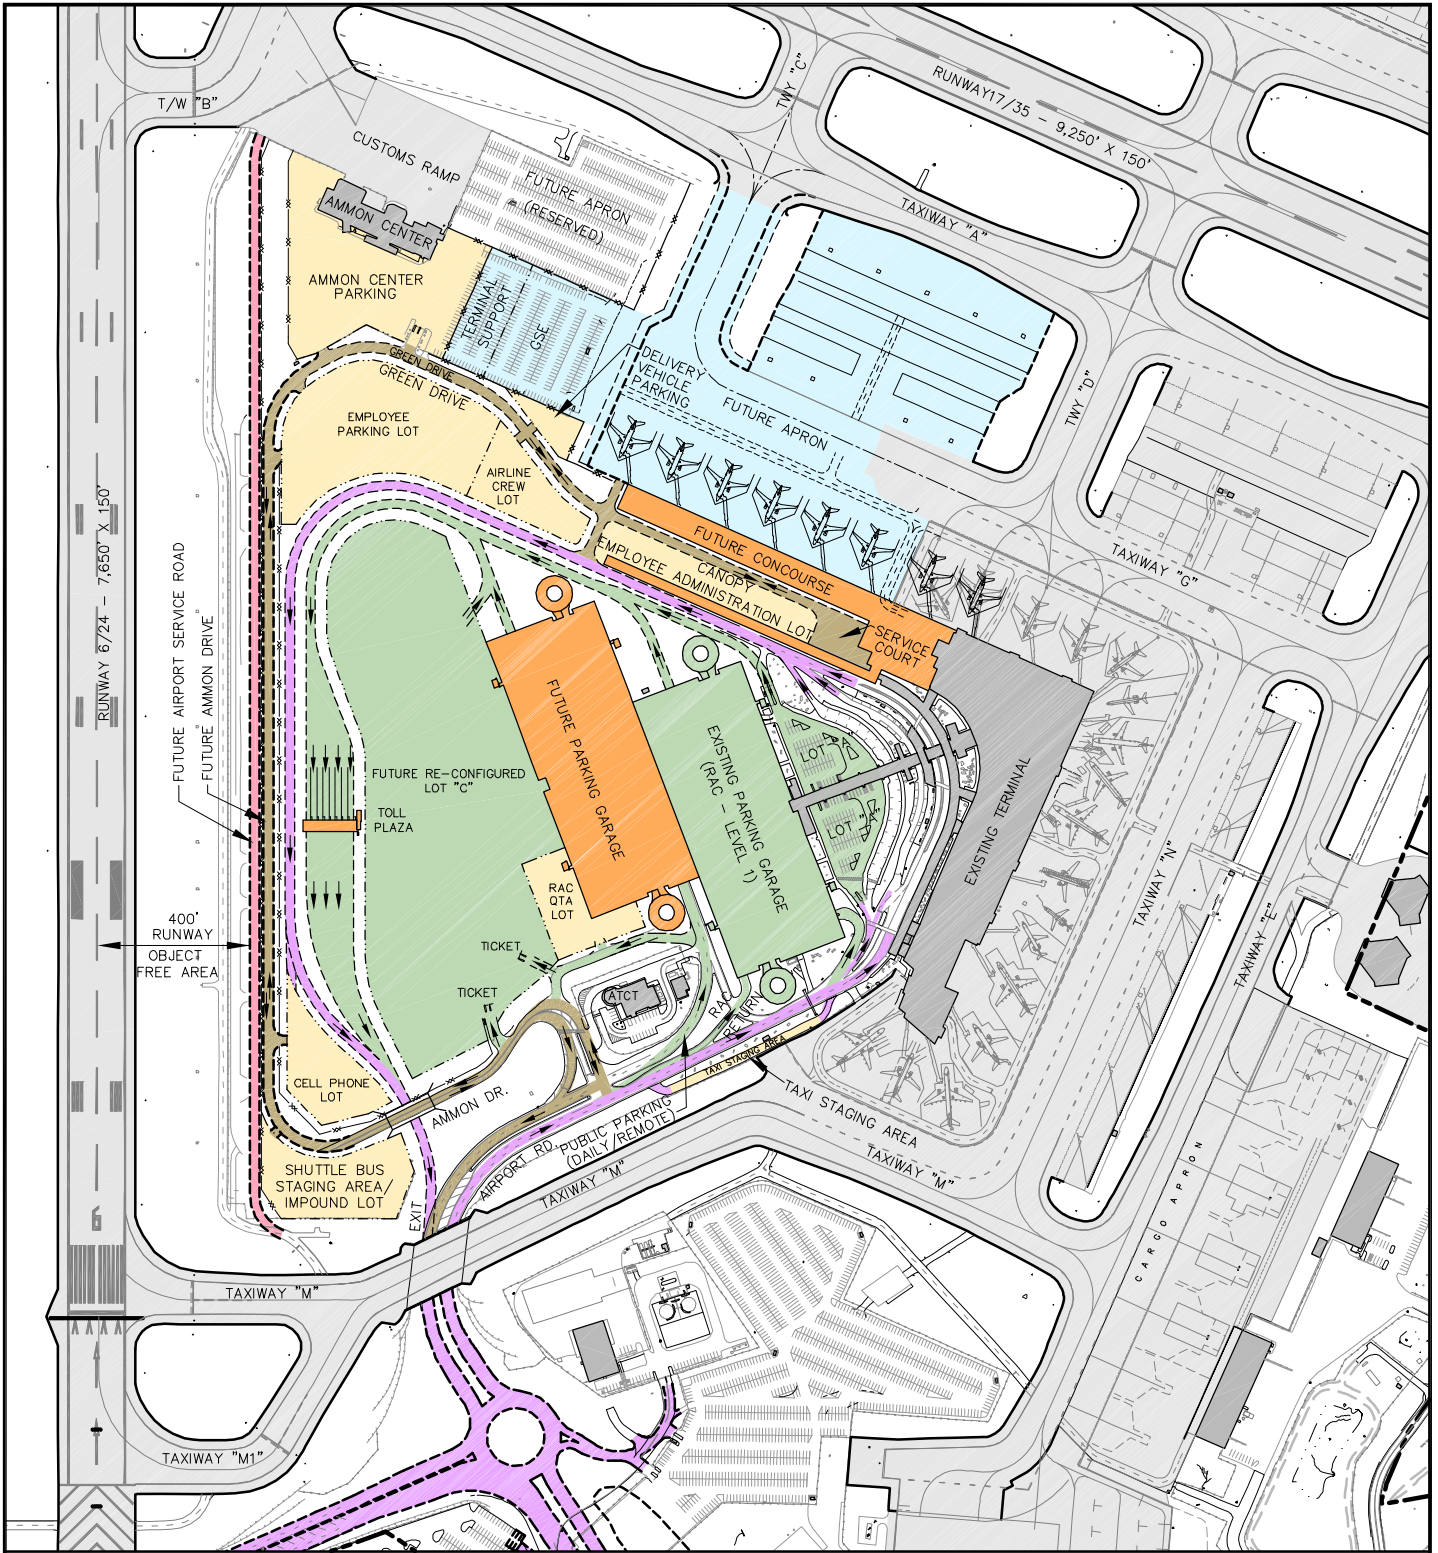 T/W "B"
TWY "C"
RUNWAY17/35 - 9,250' X 150'
CUSTOMS RAMP
FUTURE APRON
(RESERVED)
AMMON CENTER
TAXIWAY "A"
AMMON CENTER
PARKING
TERMINAL
SUPPORT
GSE
GREEN DRIVE
GREEN DRIVE
DELIVERY
VEHICLE
PARKING
FUTURE APRON
TWY "D"
EMPLOYEE
PARKING LOT
AIRLINE
CREW
LOT
RUNWAY 6/24 - 7,650' X 150'
FUTURE AIRPORT SERVICE ROAD
FUTURE AMMON DRIVE
FUTURE CONCOURSE
CANOPY
EMPLOYEE ADMINISTRATION LOT
SERVICE
COURT
TAXIWAY "G"
FUTURE PARKING GARAGE
EXISTING PARKING GARAGE
(RAC - LEVEL 1)
LOT
LOT "A"
EXISTING TERMINAL
FUTURE RE-CONFIGURED
LOT "C"
TOLL
PLAZA
RAC
QTA
LOT
TAXIWAY "N"
TAXIWAY "E"
400'
RUNWAY
OBJECT
FREE AREA
TICKET
TICKET
ATCT
RAC
RETURN
TAXI STAGING AREA
TAXI STAGING AREA
CELL PHONE
LOT
AMMON DR.
AIRPORT RD.
PUBLIC PARKING
(DAILY/REMOTE)
TAXIWAY "M"
TAXIWAY "M"
SHUTTLE BUS
STAGING AREA/
IMPOUND LOT
EXIT
CARGO APRON
6
TAXIWAY "M"
TAXIWAY "M1"